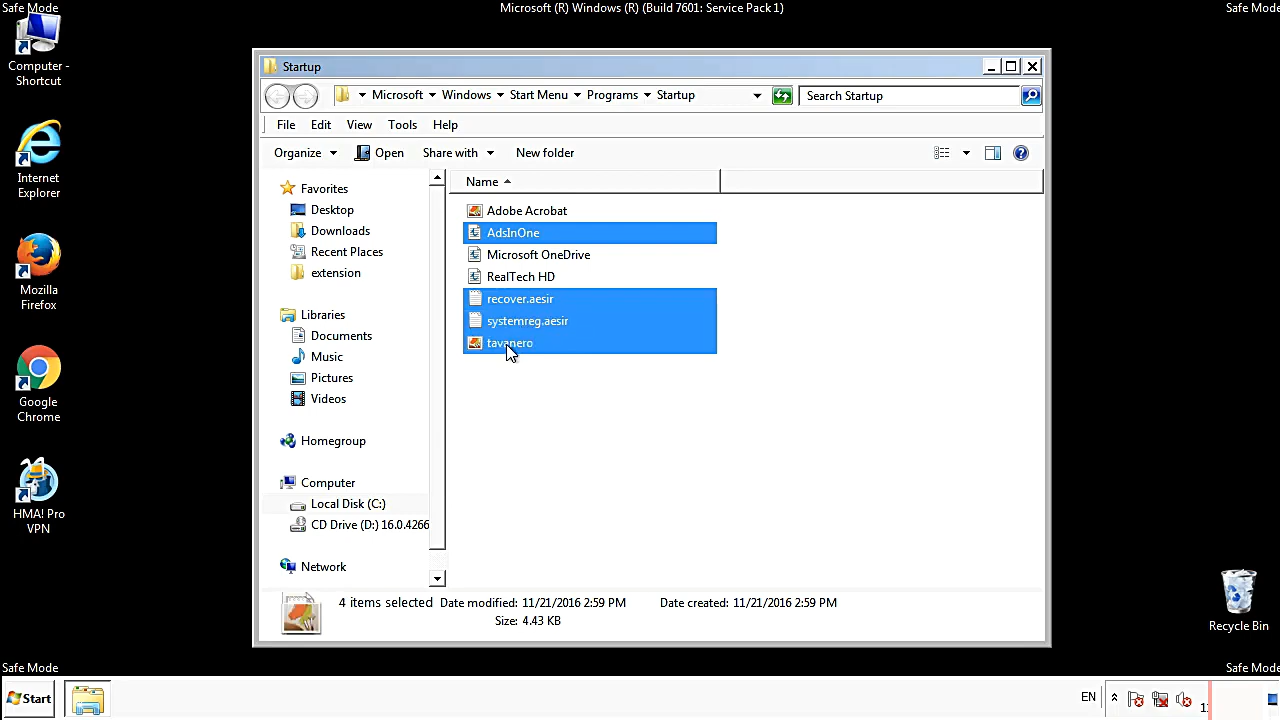 Safe Mode
Microsoft (R) Windows (R) (Build 7601: Service Pack 1)
Safe Mode
Computer -
Shortcut
Internet
Explorer
Mozilla
Firefox
Google
Chrome
HMA! Pro
VPN
Recycle Bin
Startup
Microsoft Windows Start Menu Programs Startup
Search Startup
File Edit View Tools Help
Organize Open Share with New folder
Favorites
Desktop
Downloads
Recent Places
extension
Libraries
Documents
Music
Pictures
Videos
Homegroup
Computer
Local Disk (C:)
CD Drive (D:) 16.0.4266
Network
Name
Adobe Acrobat
AdsInOne
Microsoft OneDrive
RealTech HD
recover.aesir
systemreg.aesir
tavanero
4 items selected Date modified: 11/21/2016 2:59 PM Date created: 11/21/2016 2:59 PM
Size: 4.43 KB
Safe Mode
Safe Mode
Start
EN